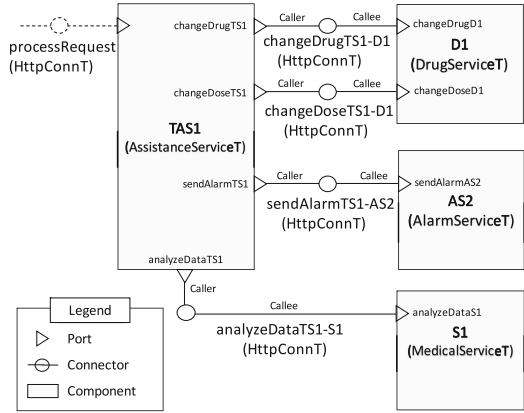 processRequest
(HttpConnT)
changeDrugTS1
Caller
Callee
changeDrugTS1-D1
(HttpConnT)
changeDrugD1
D1
(DrugServiceT)
changeDoseTS1
Caller
Callee
changeDoseTS1-D1
(HttpConnT)
changeDoseD1
TAS1
(AssistanceServiceT)
sendAlarmTS1
Caller
Callee
sendAlarmTS1-AS2
(HttpConnT)
sendAlarmAS2
AS2
(AlarmServiceT)
analyzeDataTS1
Caller
Callee
analyzeDataTS1-S1
(HttpConnT)
analyzeDataS1
S1
(MedicalServiceT)
Legend
Port
Connector
Component